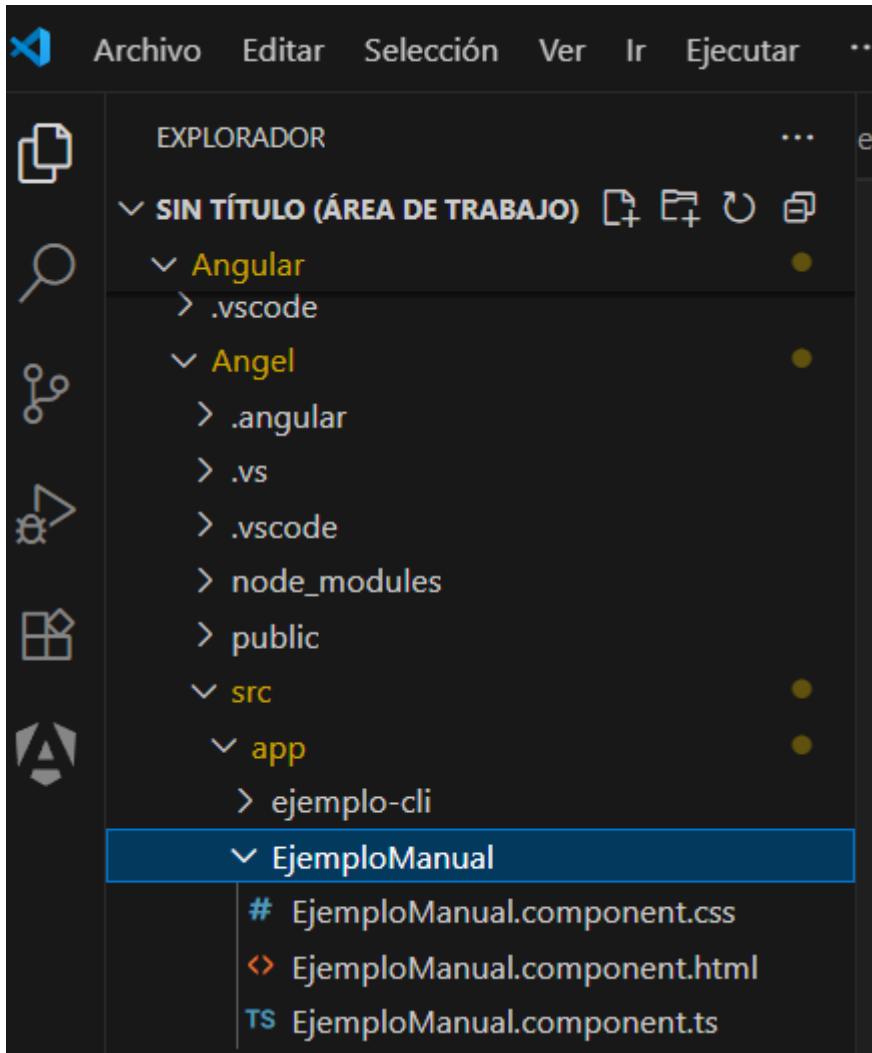 Archivo Editar Selección Ver Ir Ejecutar ···
EXPLORADOR ···
SIN TÍTULO (ÁREA DE TRABAJO)
Angular
.vscode
Angel
.angular
.vs
.vscode
node_modules
public
src
app
ejemplo-cli
EjemploManual
# EjemploManual.component.css
<> EjemploManual.component.html
TS EjemploManual.component.ts